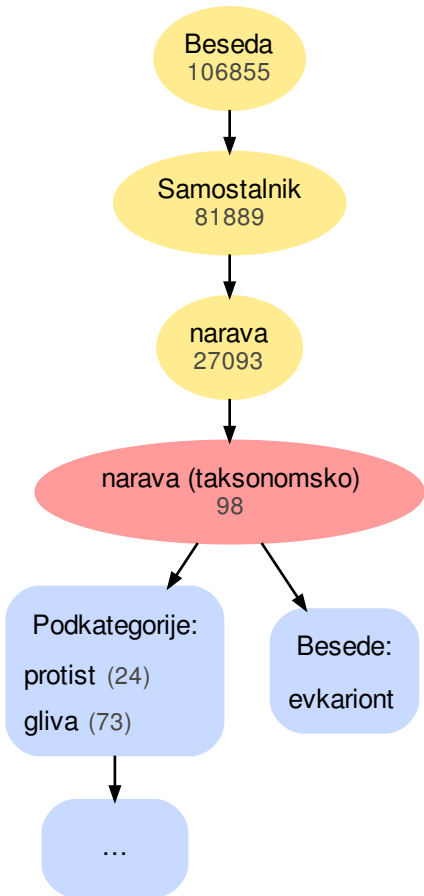 Beseda
106855
Samostalnik
81889
narava
27093
narava (taksonomsko)
98
Podkategorije:
protist (24)
gliva (73)
Besede:
evkariont
...